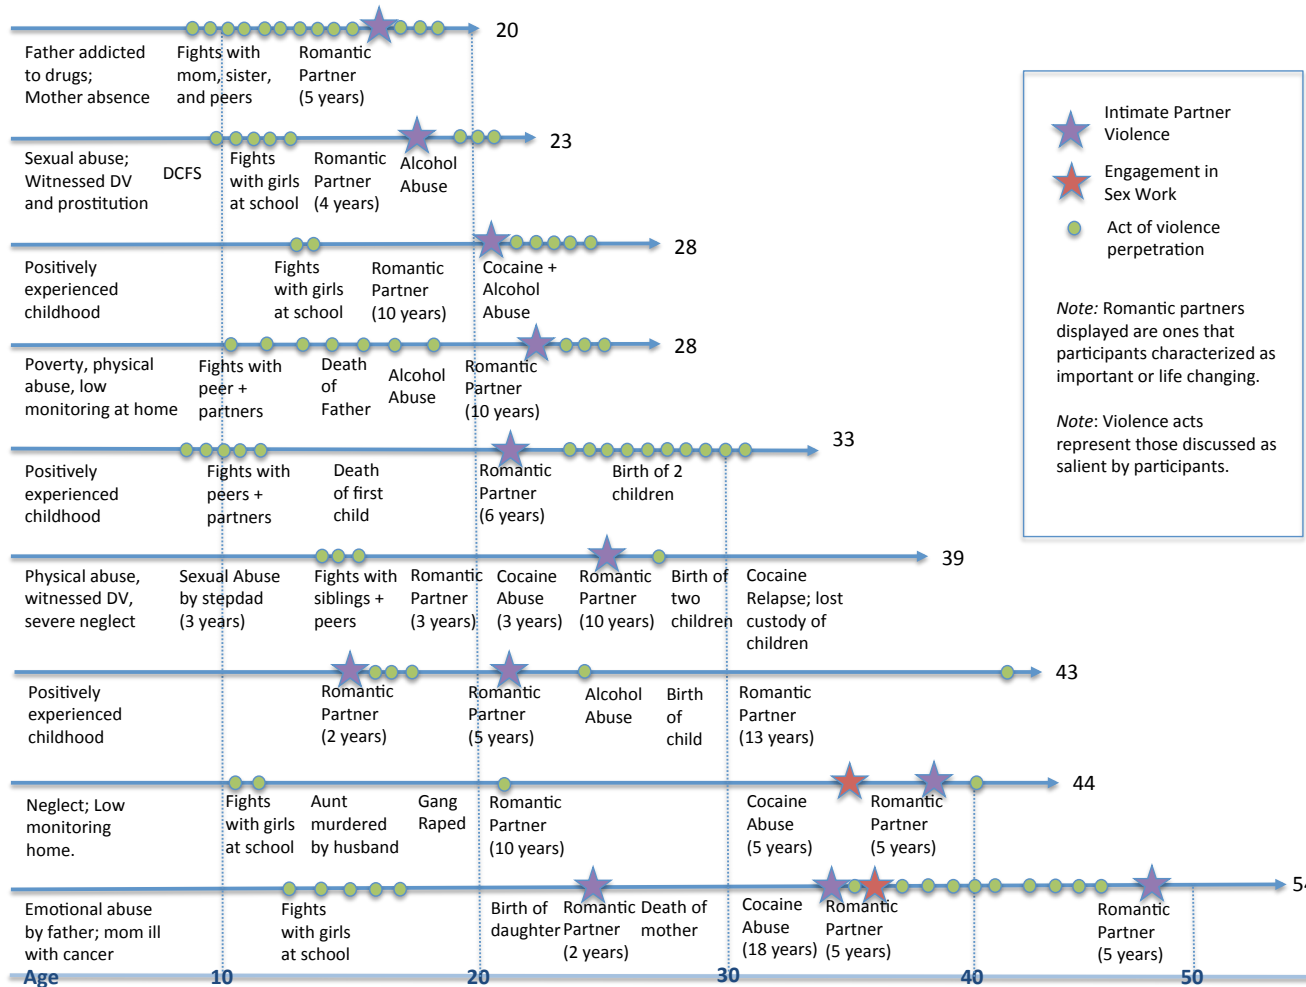 20
Father addicted
to drugs;
Mother absence
Fights with
mom, sister,
and peers
Romantic
Partner
(5 years)
23
Sexual abuse;
Witnessed DV
and prostitution
DCFS
Fights
with girls
at school
Romantic
Partner
(4 years)
Alcohol
Abuse
28
Positively
experienced
childhood
Fights
with girls
at school
Romantic
Partner
(10 years)
Cocaine +
Alcohol
Abuse
28
Poverty, physical
abuse, low
monitoring at home
Fights with
peer +
partners
Death
of
Father
Alcohol
Abuse
Romantic
Partner
(10 years)
33
Positively
experienced
childhood
Fights with
peers +
partners
Death
of first
child
Romantic
Partner
(6 years)
Birth of 2
children
39
Physical abuse,
witnessed DV,
severe neglect
Sexual Abuse
by stepdad
(3 years)
Fights with
siblings +
peers
Romantic
Partner
(3 years)
Cocaine
Abuse
(3 years)
Romantic
Partner
(10 years)
Birth of
two
children
Cocaine
Relapse; lost
custody of
children
43
Positively
experienced
childhood
Romantic
Partner
(2 years)
Romantic
Partner
(5 years)
Alcohol
Abuse
Birth
of
child
Romantic
Partner
(13 years)
44
Neglect; Low
monitoring
home.
Fights
with girls
at school
Aunt
murdered
by husband
Gang
Raped
Romantic
Partner
(10 years)
Cocaine
Abuse
(5 years)
Romantic
Partner
(5 years)
54
Emotional abuse
by father; mom ill
with cancer
Fights
with girls
at school
Birth of
daughter
Romantic
Partner
(2 years)
Death of
mother
Cocaine
Abuse
(18 years)
Romantic
Partner
(5 years)
Romantic
Partner
(5 years)
Age 10 20 30 40 50
Intimate Partner
Violence
Engagement in
Sex Work
Act of violence
perpetration
Note: Romantic partners
displayed are ones that
participants characterized as
important or life changing.
Note: Violence acts
represent those discussed as
salient by participants.